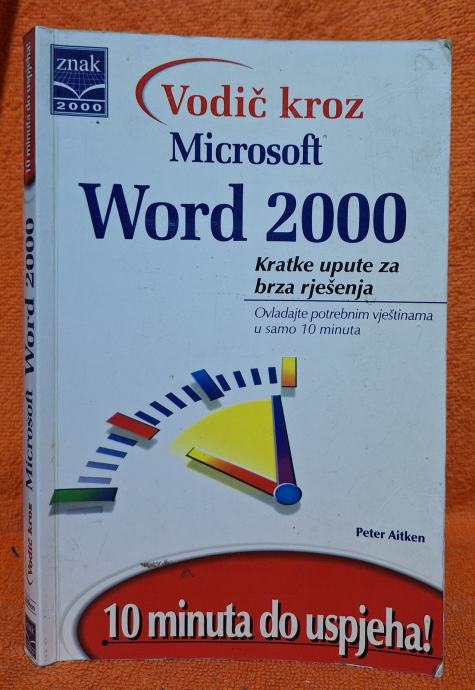 znak
2000
Vodič kroz
Microsoft
Word 2000
Kratke upute za
brza rješenja
Ovladajte potrebnim vještinama
u samo 10 minuta
Peter Aitken
10 minuta do uspjeha!
10 minuta do uspjeha!
Vodič kroz Microsoft Word 2000
znak